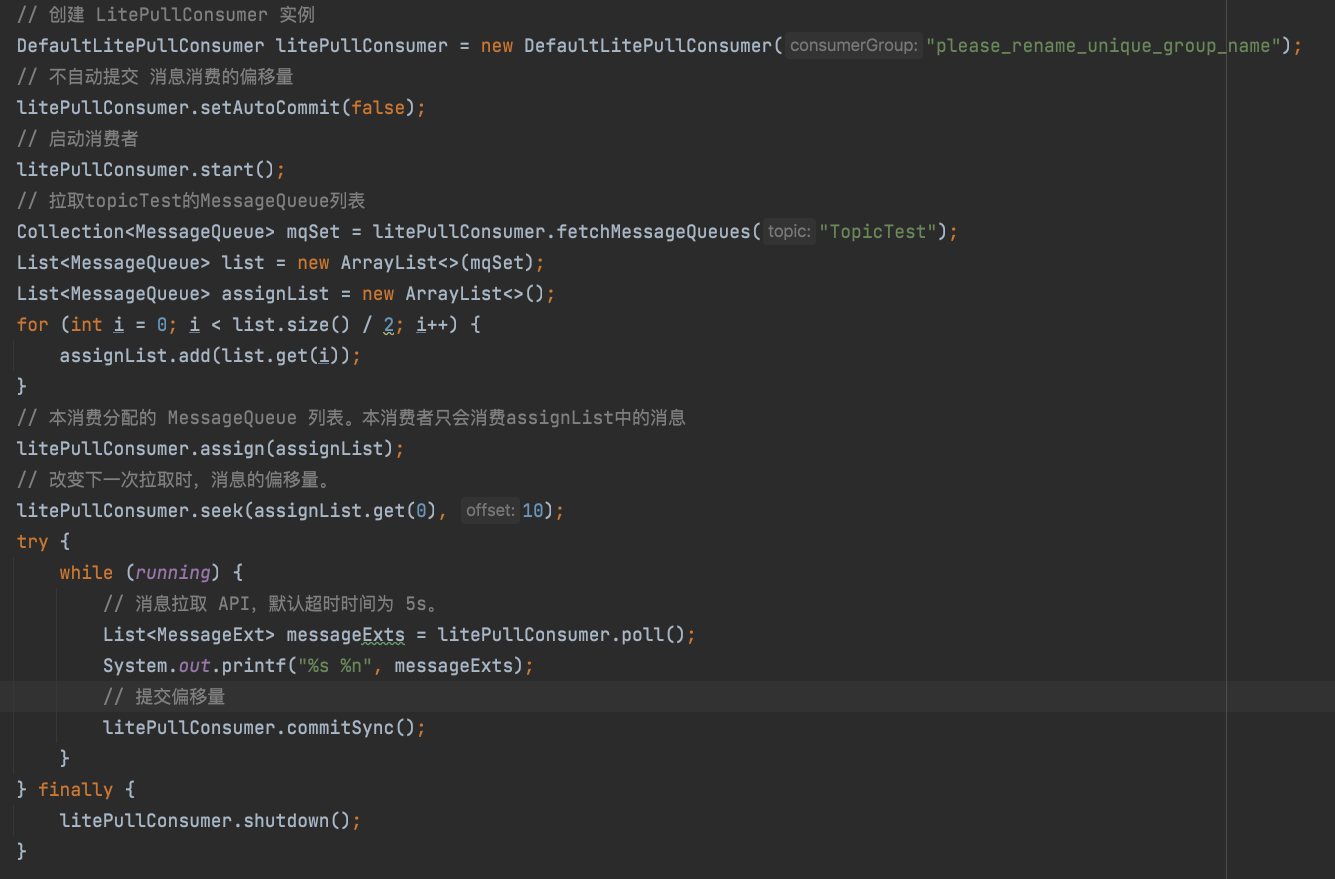 // 创建 LitePullConsumer 实例
DefaultLitePullConsumer litePullConsumer = new DefaultLitePullConsumer( consumerGroup: "please_rename_unique_group_name");
// 不自动提交 消息消费的偏移量
litePullConsumer.setAutoCommit(false);
// 启动消费者
litePullConsumer.start();
// 拉取topicTest的MessageQueue列表
Collection<MessageQueue> mqSet = litePullConsumer.fetchMessageQueues( topic: "TopicTest");
List<MessageQueue> list = new ArrayList<>(mqSet);
List<MessageQueue> assignList = new ArrayList<>();
for (int i = 0; i < list.size() / 2; i++) {
    assignList.add(list.get(i));
}
// 本消费分配的 MessageQueue 列表。本消费者只会消费assignList中的消息
litePullConsumer.assign(assignList);
// 改变下一次拉取时，消息的偏移量。
litePullConsumer.seek(assignList.get(0), offset: 10);
try {
    while (running) {
        // 消息拉取 API，默认超时时间为 5s。
        List<MessageExt> messageExts = litePullConsumer.poll();
        System.out.printf("%s %n", messageExts);
        // 提交偏移量
        litePullConsumer.commitSync();
    }
} finally {
    litePullConsumer.shutdown();
}